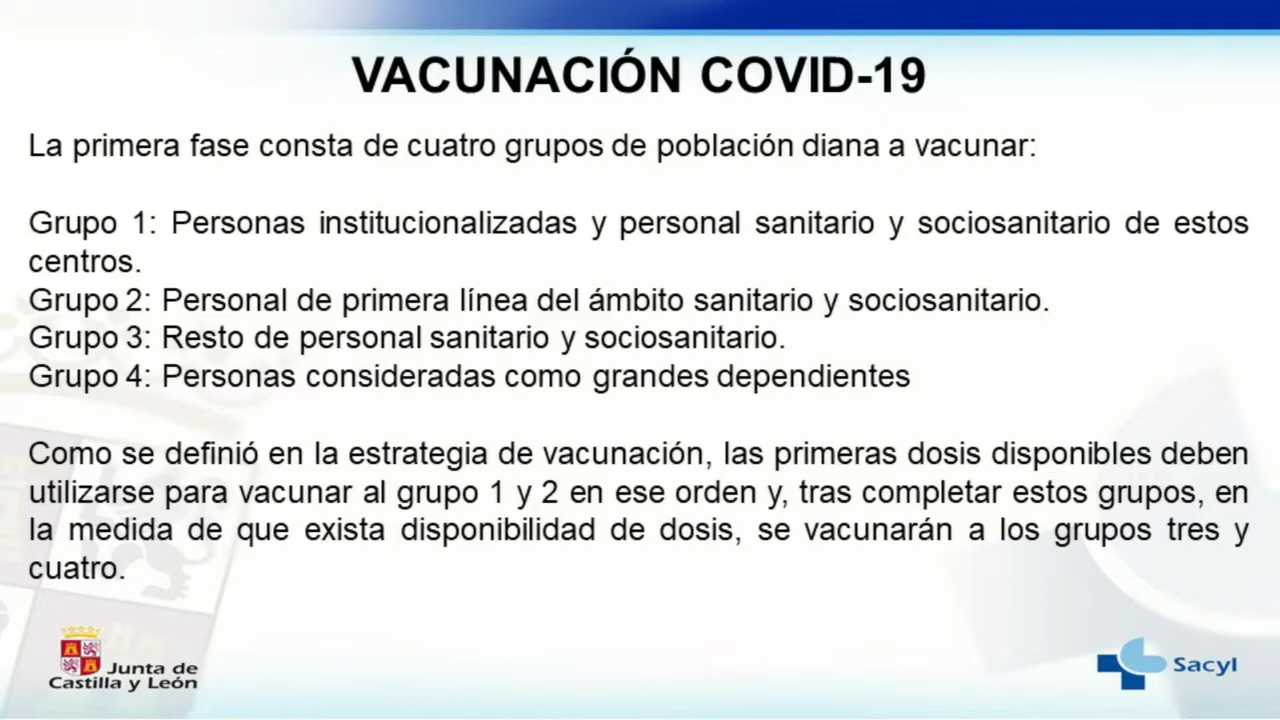 VACUNACIÓN COVID-19
La primera fase consta de cuatro grupos de población diana a vacunar:
Grupo 1: Personas institucionalizadas y personal sanitario y sociosanitario de estos
centros.
Grupo 2: Personal de primera línea del ámbito sanitario y sociosanitario.
Grupo 3: Resto de personal sanitario y sociosanitario.
Grupo 4: Personas consideradas como grandes dependientes
Como se definió en la estrategia de vacunación, las primeras dosis disponibles deben
utilizarse para vacunar al grupo 1 y 2 en ese orden y, tras completar estos grupos, en
la medida de que exista disponibilidad de dosis, se vacunarán a los grupos tres y
cuatro.
Junta de
Castilla y León
Sacyl